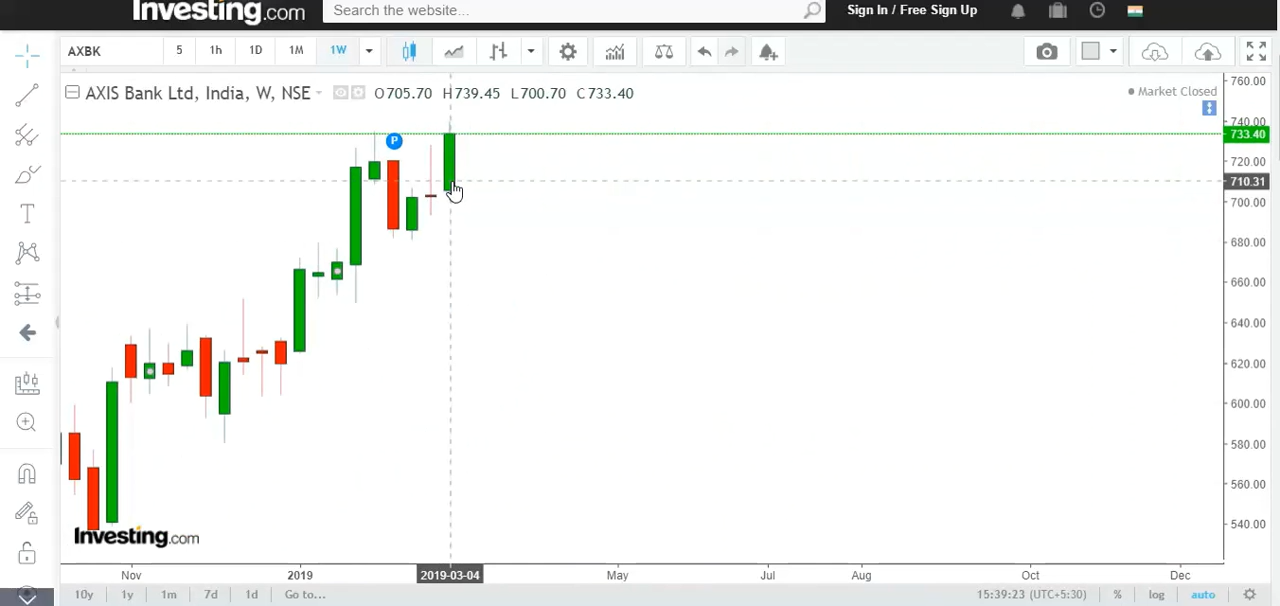 Investing.com
Search the website...
Sign In / Free Sign Up
AXBK 5 1h 1D 1M 1W
AXIS Bank Ltd, India, W, NSE O705.70 H739.45 L700.70 C733.40
Market Closed
760.00
740.00
733.40
720.00
710.31
700.00
680.00
660.00
640.00
620.00
600.00
580.00
560.00
540.00
P
T
Investing.com
Nov 2019 2019-03-04 May Jul Aug Oct Dec
10y 1y 1m 7d 1d Go to... 15:39:23 (UTC+5:30) % log auto